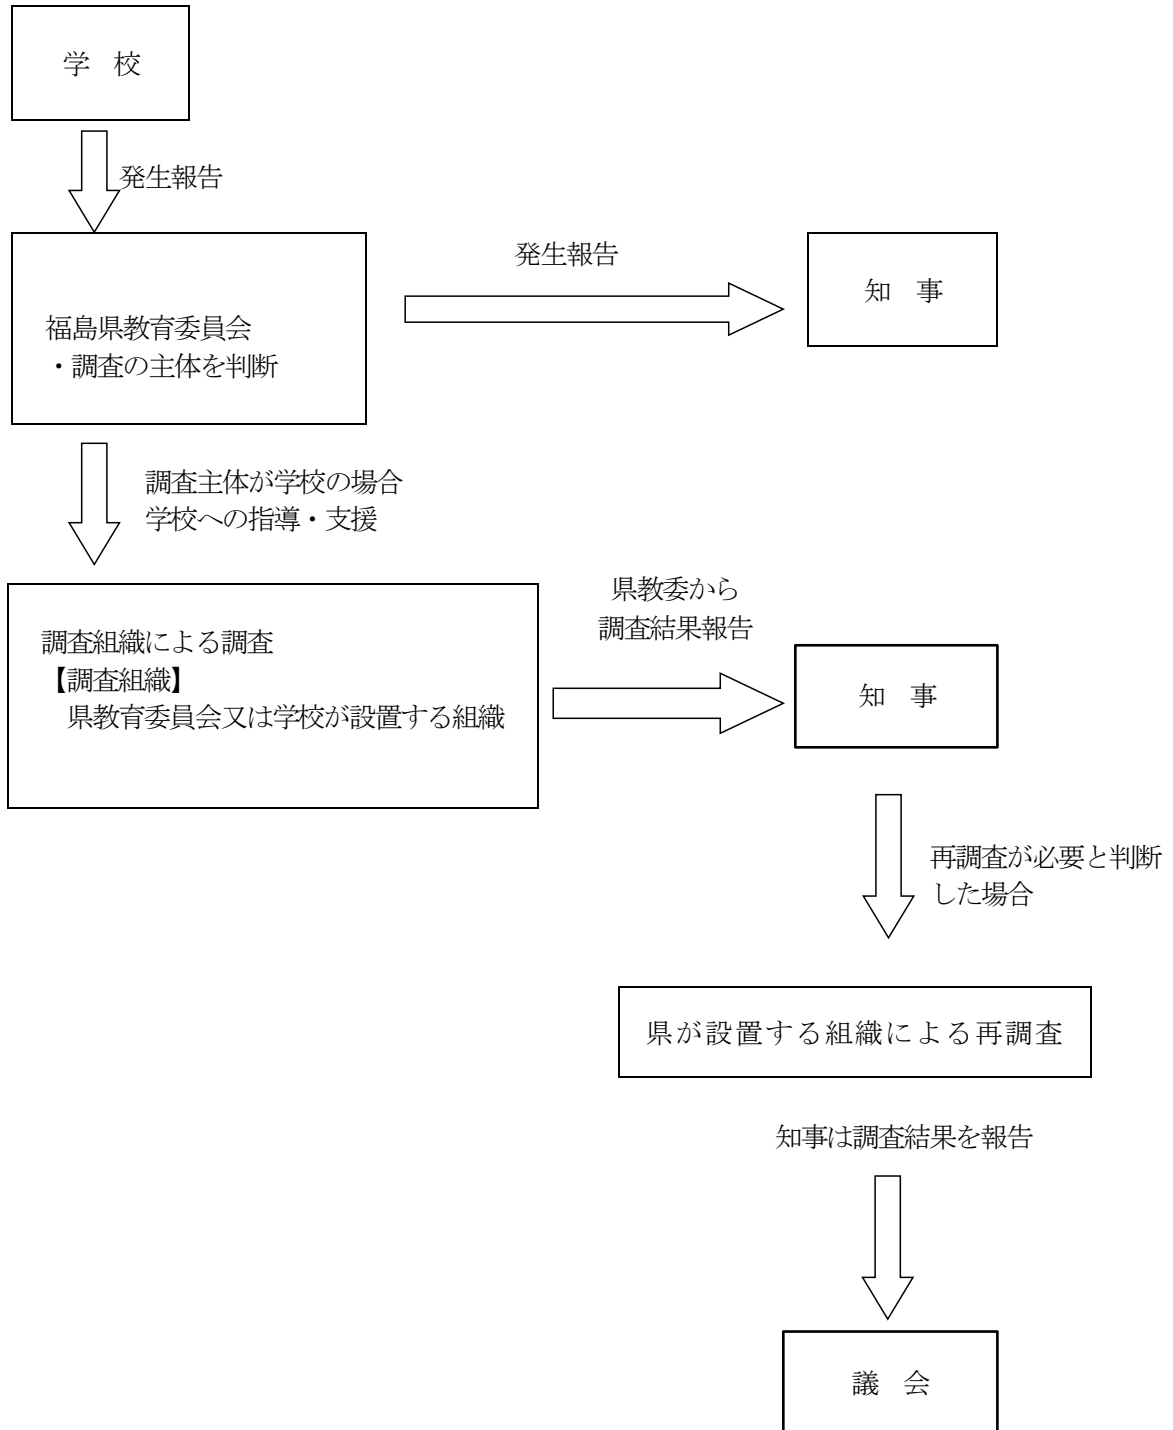 学　校
発生報告
発生報告
知　事
福島県教育委員会
・調査の主体を判断
調査主体が学校の場合
学校への指導・支援
県教委から
調査結果報告
調査組織による調査
【調査組織】
県教育委員会又は学校が設置する組織
知　事
再調査が必要と判断
した場合
県が設置する組織による再調査
知事は調査結果を報告
議　会